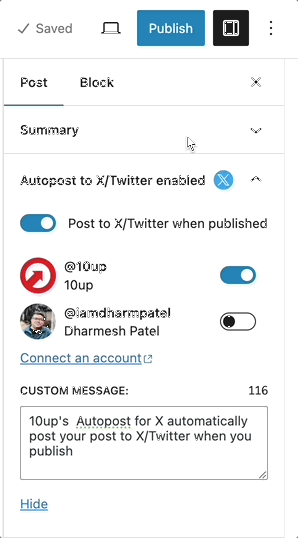 Saved
Publish
Post
Block
Summary
Autopost to X/Twitter enabled
Post to X/Twitter when published
@10up
10up
@iamdharmpatel
Dharmesh Patel
Connect an account
CUSTOM MESSAGE:
116
10up's Autopost for X automatically
post your post to X/Twitter when you
publish
Hide